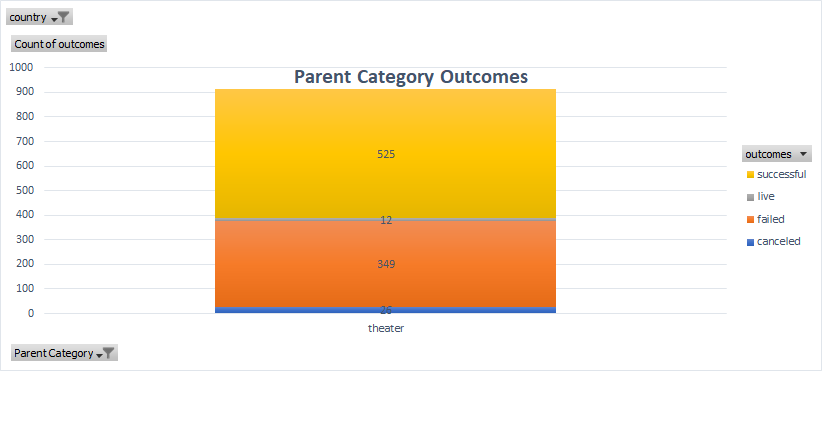 country
Count of outcomes
Parent Category Outcomes
1000
900
800
700
600
500
400
300
200
100
0
525
12
349
26
theater
outcomes
successful
live
failed
canceled
Parent Category